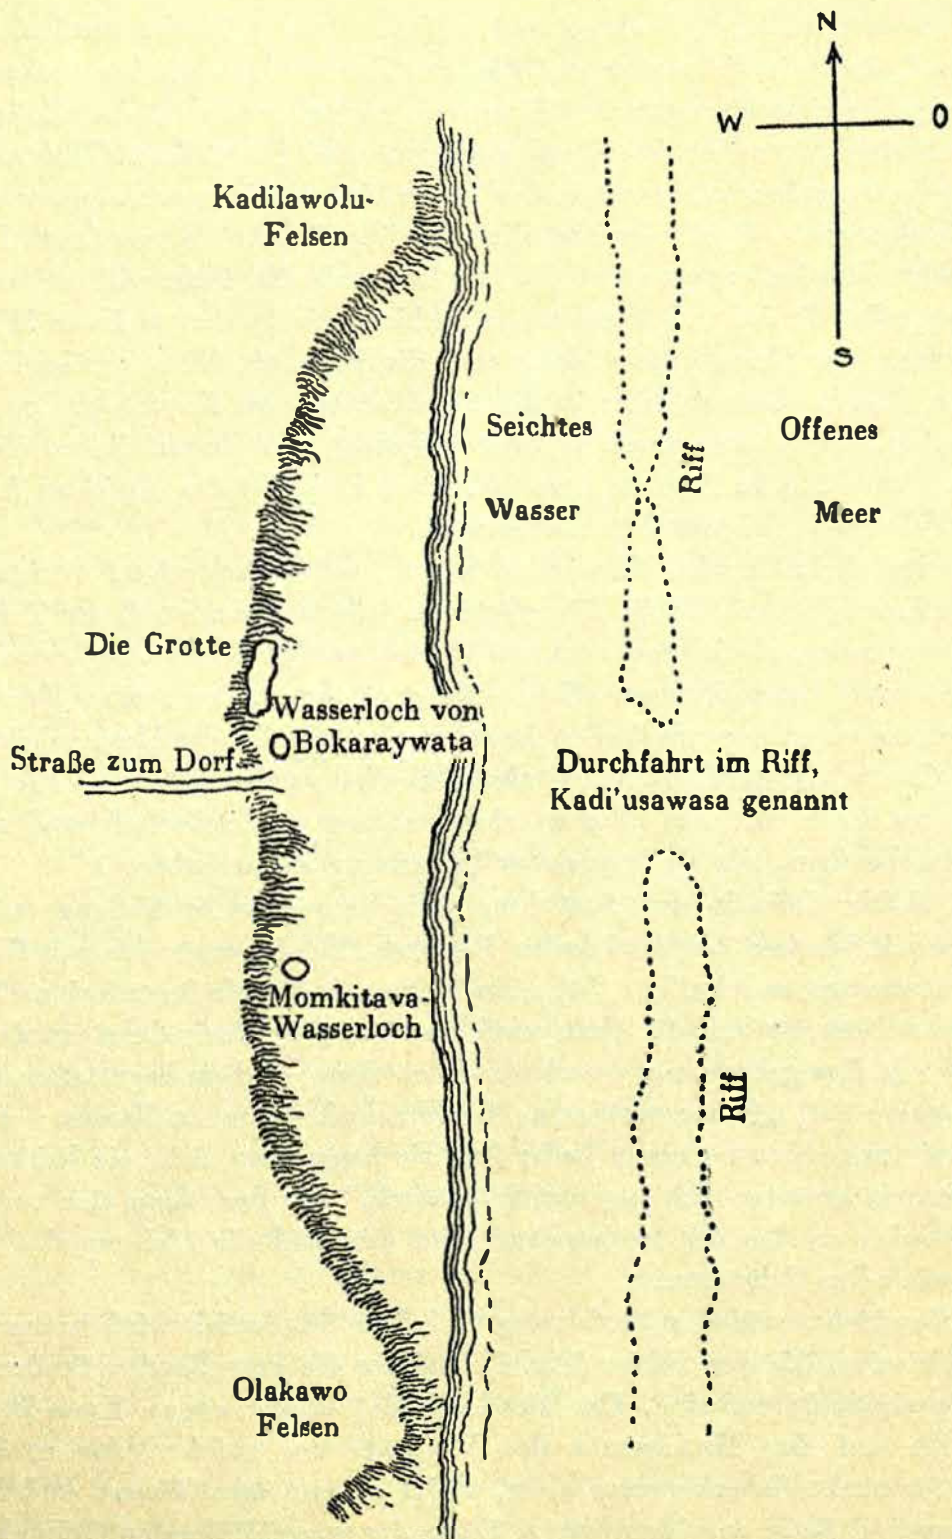 N
W
O
S
Kadilawolu-
Felsen
Seichtes
Wasser
Riff
Offenes
Meer
Die Grotte
Wasserloch von
Bokaraywata
Straße zum Dorf
Durchfahrt im Riff,
Kadi'usawasa genannt
Momkitava-
Wasserloch
Riff
Olakawo
Felsen